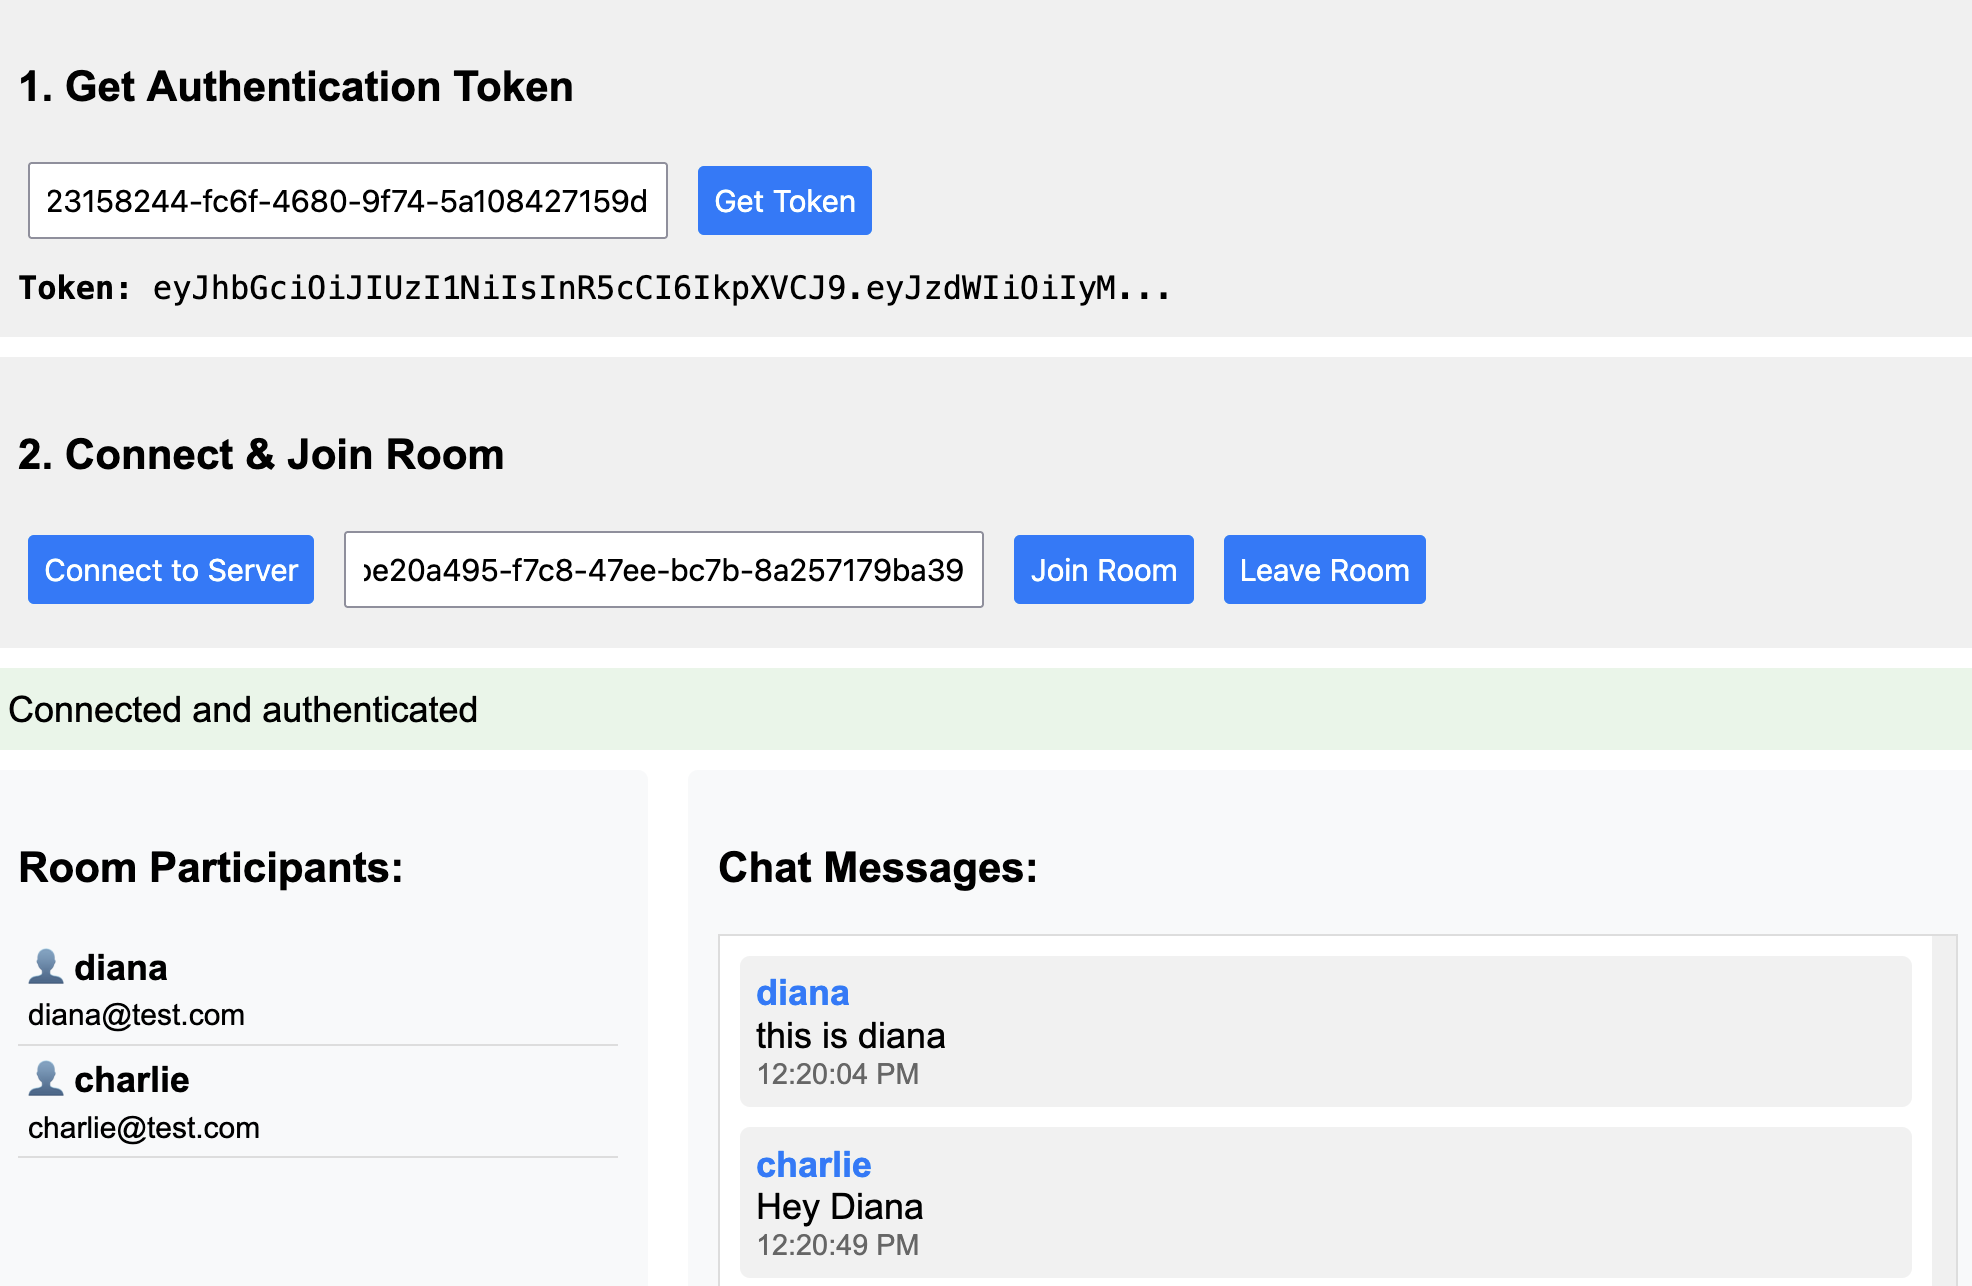 1. Get Authentication Token
23158244-fc6f-4680-9f74-5a108427159d Get Token
Token: eyJhbGciOiJIUzI1NiIsInR5cCI6IkpXVCJ9.eyJzdWIiOiIyM...
2. Connect & Join Room
Connect to Server be20a495-f7c8-47ee-bc7b-8a257179ba39 Join Room Leave Room
Connected and authenticated
Room Participants:
diana
diana@test.com
charlie
charlie@test.com
Chat Messages:
diana
this is diana
12:20:04 PM
charlie
Hey Diana
12:20:49 PM